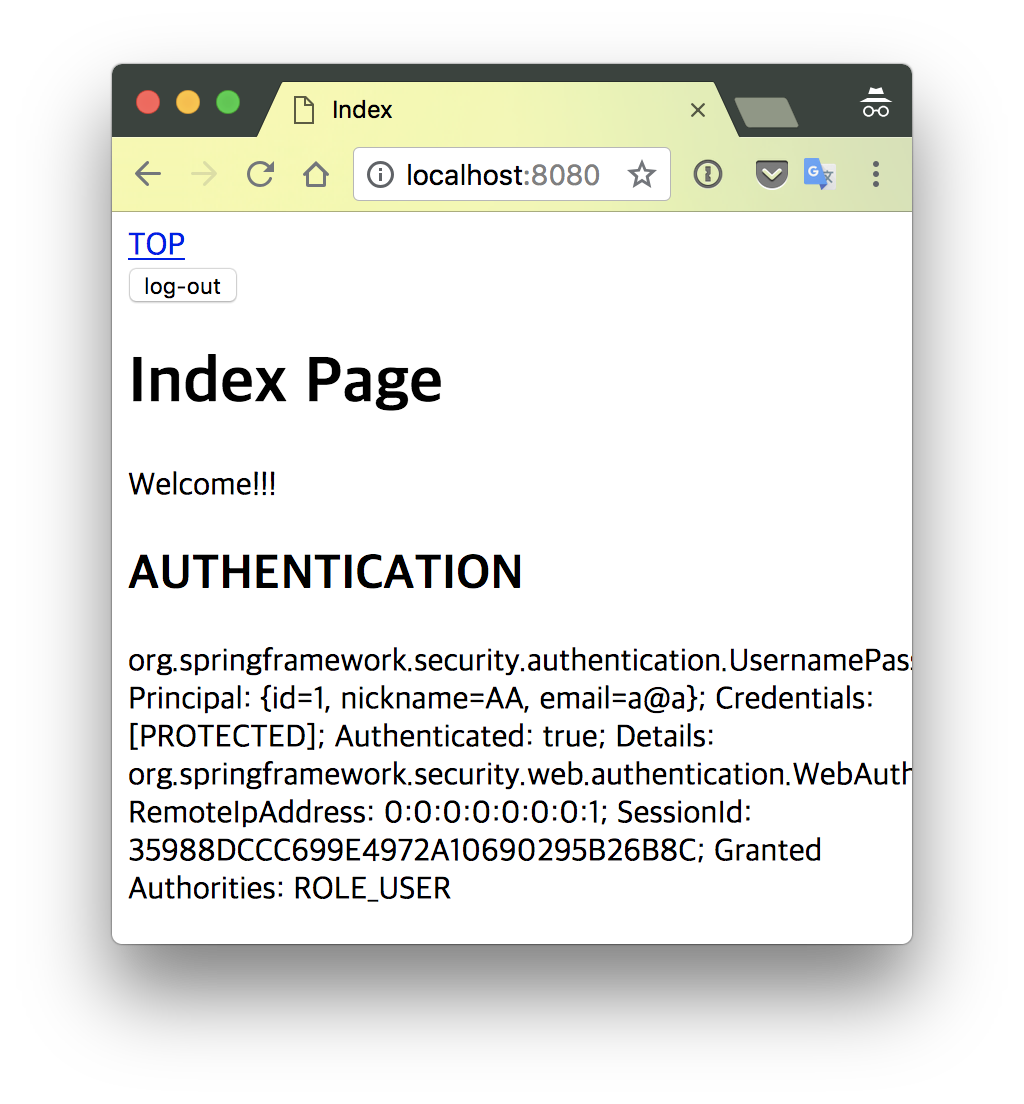 Index
localhost:8080
TOP
log-out
Index Page
Welcome!!!
AUTHENTICATION
org.springframework.security.authentication.UsernamePas
Principal: {id=1, nickname=AA, email=a@a}; Credentials:
[PROTECTED]; Authenticated: true; Details:
org.springframework.security.web.authentication.WebAuth
RemoteIpAddress: 0:0:0:0:0:0:0:1; SessionId:
35988DCCC699E4972A10690295B26B8C; Granted
Authorities: ROLE_USER